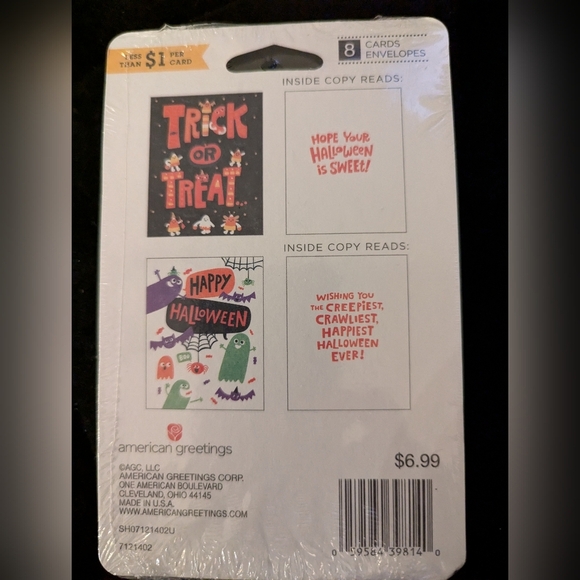 LESS THAN $1 PER CARD
8 CARDS ENVELOPES
INSIDE COPY READS:
TRICK
OR
TREAT
HOPE YOUR
HALLOWEEN
is SWEET!
INSIDE COPY READS:
HAPPY
HALLOWEEN
BOO
WISHING YOU
THE CREEPIEST,
CRAWLIEST,
HAPPIEST
HALLOWEEN
EVER!
american greetings
$6.99
©AGC, LLC
AMERICAN GREETINGS CORP.
ONE AMERICAN BOULEVARD
CLEVELAND, OHIO 44145
MADE IN U.S.A.
WWW.AMERICANGREETINGS.COM
SH07121402U
7121402
0 39584 39814 0